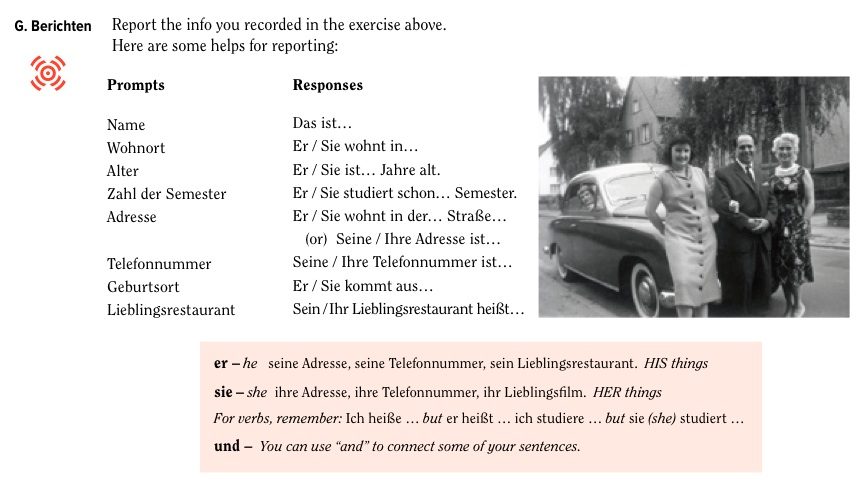 G. Berichten Report the info you recorded in the exercise above.
Here are some helps for reporting:
Prompts Responses
Name Das ist…
Wohnort Er / Sie wohnt in…
Alter Er / Sie ist… Jahre alt.
Zahl der Semester Er / Sie studiert schon… Semester.
Adresse Er / Sie wohnt in der… Straße…
(or) Seine / Ihre Adresse ist…
Telefonnummer Seine / Ihre Telefonnummer ist…
Geburtsort Er / Sie kommt aus…
Lieblingsrestaurant Sein / Ihr Lieblingsrestaurant heißt…
er – he seine Adresse, seine Telefonnummer, sein Lieblingsrestaurant. HIS things
sie – she ihre Adresse, ihre Telefonnummer, ihr Lieblingsfilm. HER things
For verbs, remember: Ich heiße … but er heißt … ich studiere … but sie (she) studiert …
und – You can use “and” to connect some of your sentences.